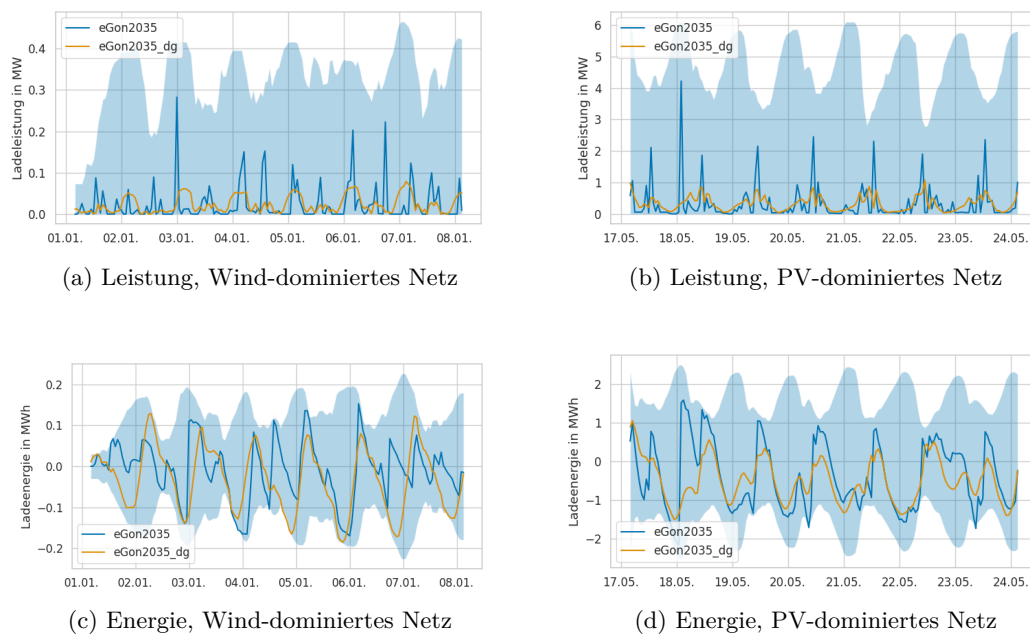 eGon2035
eGon2035_dg
Ladeleistung in MW
0.4
0.3
0.2
0.1
0.0
01.01. 02.01. 03.01. 04.01. 05.01. 06.01. 07.01. 08.01.
(a) Leistung, Wind-dominiertes Netz
eGon2035
eGon2035_dg
Ladeleistung in MW
6
5
4
3
2
1
0
17.05. 18.05. 19.05. 20.05. 21.05. 22.05. 23.05. 24.05.
(b) Leistung, PV-dominiertes Netz
Ladeenergie in MWh
0.2
0.1
0.0
−0.1
−0.2
eGon2035
eGon2035_dg
01.01. 02.01. 03.01. 04.01. 05.01. 06.01. 07.01. 08.01.
(c) Energie, Wind-dominiertes Netz
Ladeenergie in MWh
2
1
0
−1
−2
eGon2035
eGon2035_dg
17.05. 18.05. 19.05. 20.05. 21.05. 22.05. 23.05. 24.05.
(d) Energie, PV-dominiertes Netz